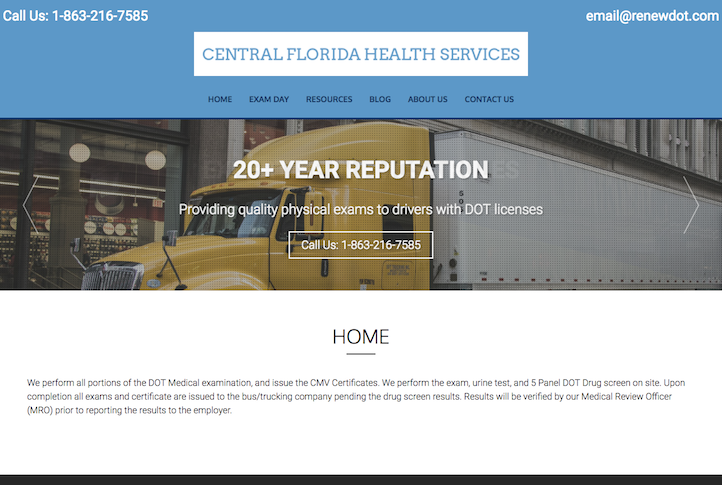 Call Us: 1-863-216-7585
email@renewdot.com
CENTRAL FLORIDA HEALTH SERVICES
HOME EXAM DAY RESOURCES BLOG ABOUT US CONTACT US
20+ YEAR REPUTATION
Providing quality physical exams to drivers with DOT licenses
Call Us: 1-863-216-7585
HOME
We perform all portions of the DOT Medical examination, and issue the CMV Certificates. We perform the exam, urine test, and 5 Panel DOT Drug screen on site. Upon
completion all exams and certificate are issued to the bus/trucking company pending the drug screen results. Results will be verified by our Medical Review Officer
(MRO) prior to reporting the results to the employer.